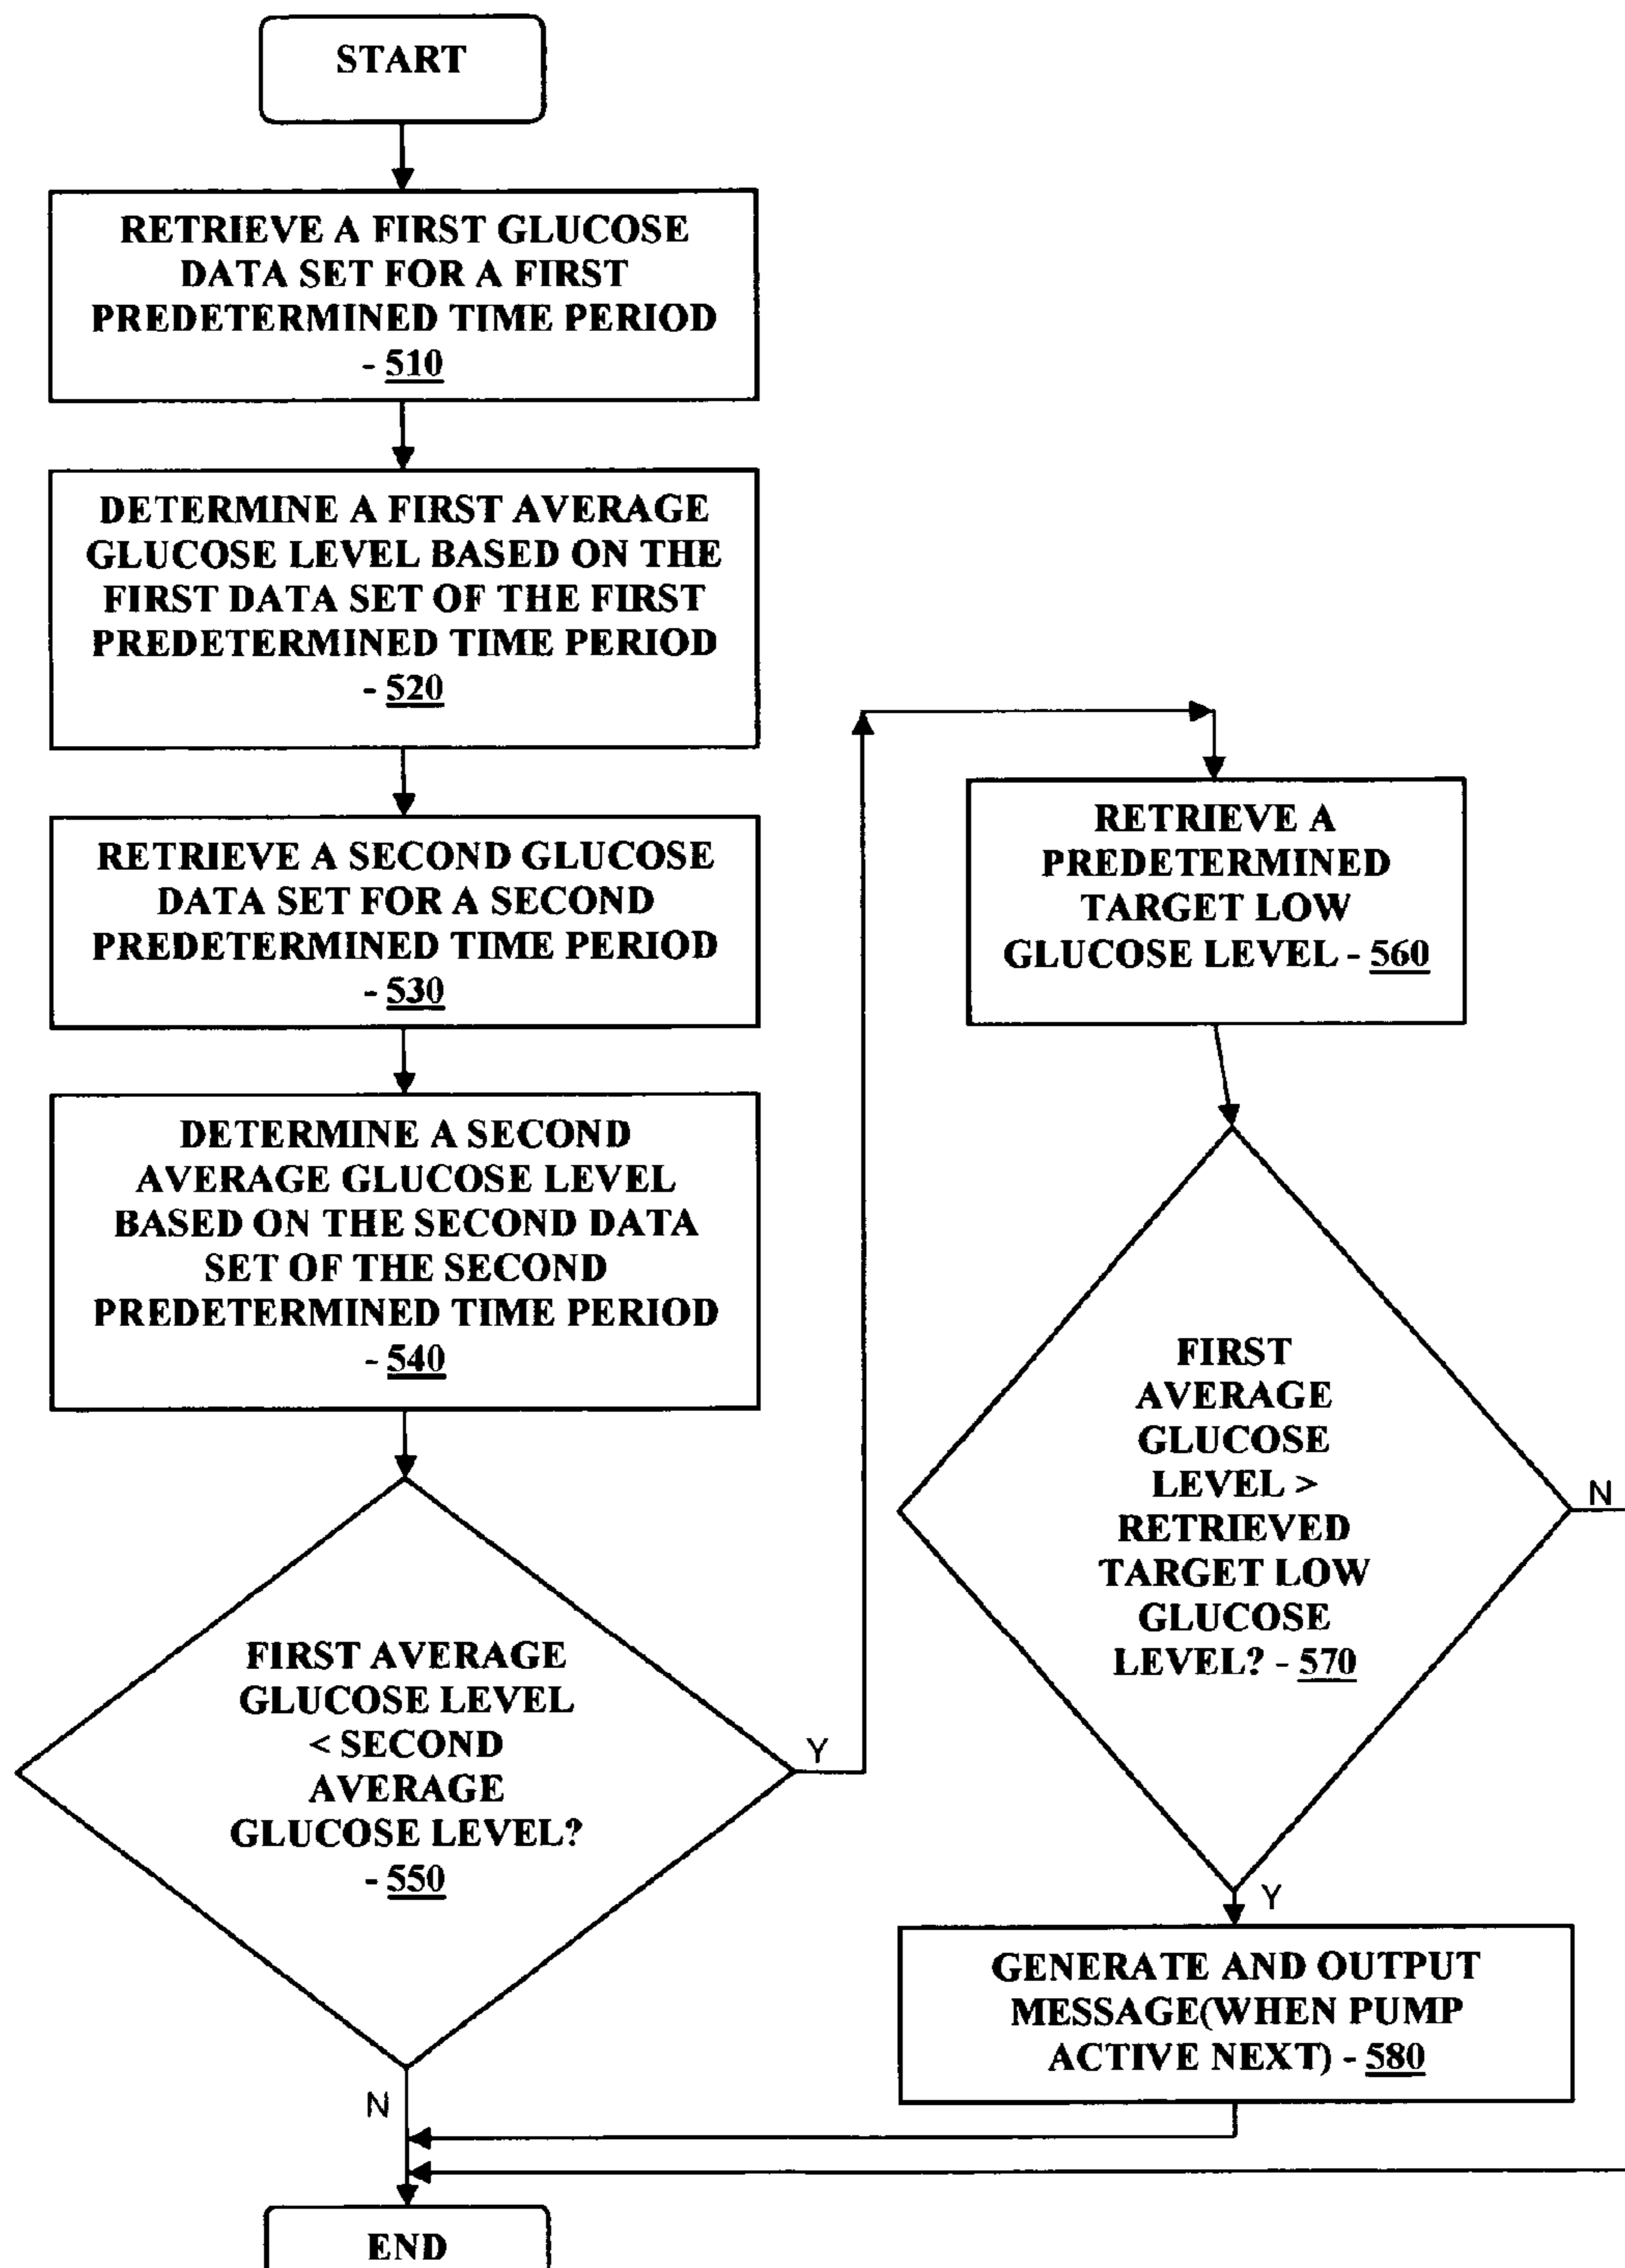 START
RETRIEVE A FIRST GLUCOSE
DATA SET FOR A FIRST
PREDETERMINED TIME PERIOD
- 510
DETERMINE A FIRST AVERAGE
GLUCOSE LEVEL BASED ON THE
FIRST DATA SET OF THE FIRST
PREDETERMINED TIME PERIOD
- 520
RETRIEVE A SECOND GLUCOSE
DATA SET FOR A SECOND
PREDETERMINED TIME PERIOD
- 530
DETERMINE A SECOND
AVERAGE GLUCOSE LEVEL
BASED ON THE SECOND DATA
SET OF THE SECOND
PREDETERMINED TIME PERIOD
- 540
FIRST AVERAGE
GLUCOSE LEVEL
< SECOND
AVERAGE
GLUCOSE LEVEL?
- 550
Y
N
RETRIEVE A
PREDETERMINED
TARGET LOW
GLUCOSE LEVEL - 560
FIRST
AVERAGE
GLUCOSE
LEVEL >
RETRIEVED
TARGET LOW
GLUCOSE
LEVEL? - 570
N
Y
GENERATE AND OUTPUT
MESSAGE(WHEN PUMP
ACTIVE NEXT) - 580
END